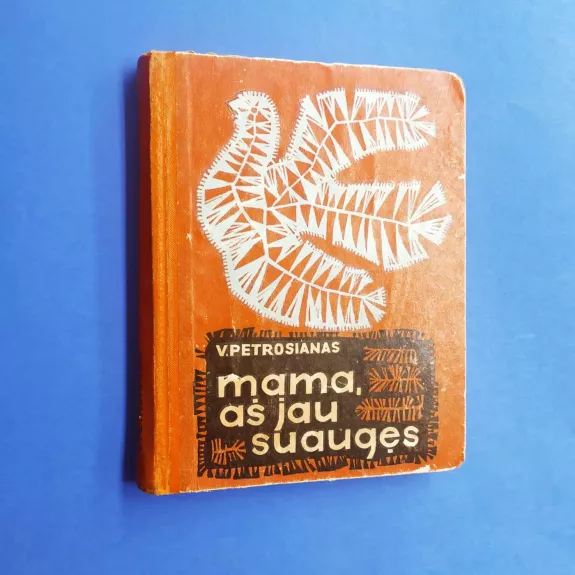 V.PETROSIANAS
mama,
aš jau
suaugęs